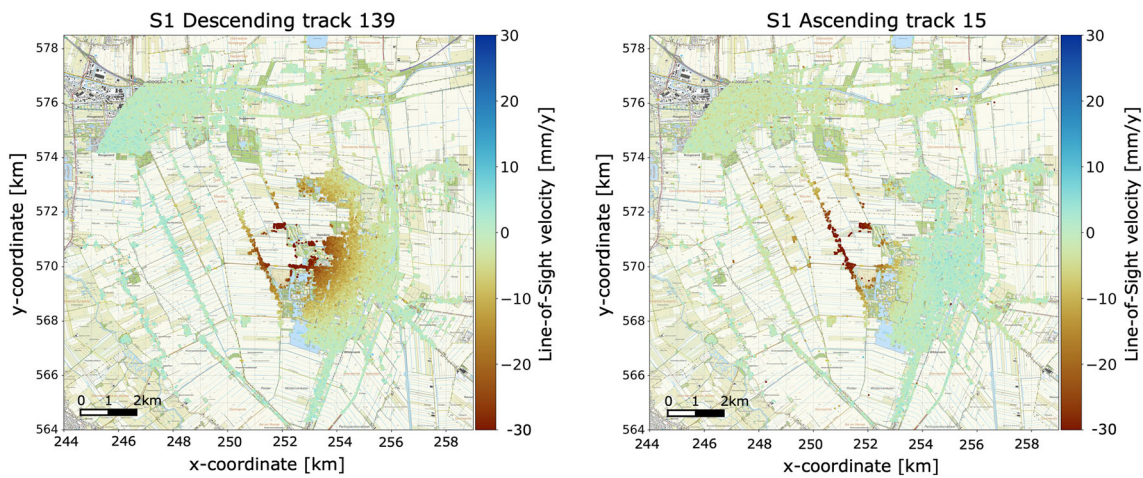 S1 Descending track 139
578
576
574
572
570
568
566
564
y-coordinate [km]
0 1 2km
244 246 248 250 252 254 256 258
x-coordinate [km]
30
20
10
0
-10
-20
-30
Line-of-Sight velocity [mm/y]
S1 Ascending track 15
578
576
574
572
570
568
566
564
y-coordinate [km]
0 1 2km
244 246 248 250 252 254 256 258
x-coordinate [km]
30
20
10
0
-10
-20
-30
Line-of-Sight velocity [mm/y]